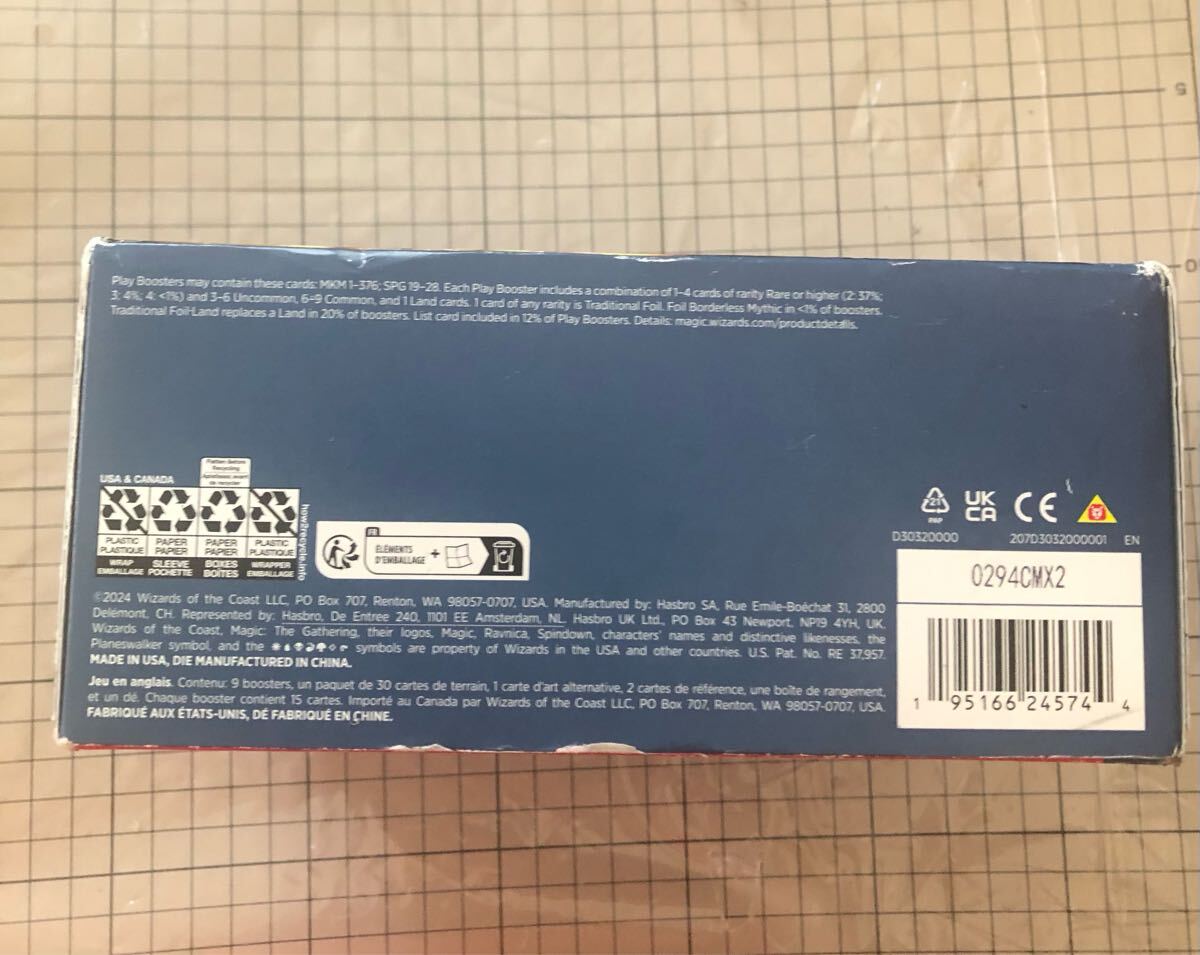 5
0
Play Boosters may contain these cards: MKM 1–376; SPG 19–28. Each Play Booster includes a combination of 1–4 cards of rarity Rare or higher (2: 37%;
3: 4%; 4: <1%) and 3–6 Uncommon, 6–9 Common, and 1 Land cards. 1 card of any rarity is Traditional Foil. Foil Borderless Mythic in <1% of boosters.
Traditional Foil-Land replaces a Land in 20% of boosters. List card included in 12% of Play Boosters. Details: magic.wizards.com/productdetails.
USA & CANADA
Flatten Before
Recycling
Aplatissez avant
de recycler
PLASTIC PAPER PAPER PLASTIC
PLASTIQUE PAPIER PAPIER PLASTIQUE
WRAP SLEEVE BOXES WRAPPER
EMBALLAGE POCHETTE BOÎTES EMBALLAGE
how2recycle.info
FR
ÉLÉMENTS
D'EMBALLAGE +
21
PAP
UK
CA
CE
D30320000 207D3032000001 EN
0294CMX2
1 95166 24574 4
©2024 Wizards of the Coast LLC, PO Box 707, Renton, WA 98057-0707, USA. Manufactured by: Hasbro SA, Rue Emile-Boéchat 31, 2800
Delémont, CH. Represented by: Hasbro, De Entree 240, 1101 EE Amsterdam, NL. Hasbro UK Ltd., PO Box 43 Newport, NP19 4YH, UK.
Wizards of the Coast, Magic: The Gathering, their logos, Magic, Ravnica, Spindown, characters' names and distinctive likenesses, the
Planeswalker symbol, and the symbols are property of Wizards in the USA and other countries. U.S. Pat. No. RE 37,957.
MADE IN USA, DIE MANUFACTURED IN CHINA.
Jeu en anglais. Contenu: 9 boosters, un paquet de 30 cartes de terrain, 1 carte d'art alternative, 2 cartes de référence, une boîte de rangement,
et un dé. Chaque booster contient 15 cartes. Importé au Canada par Wizards of the Coast LLC, PO Box 707, Renton, WA 98057-0707, USA.
FABRIQUÉ AUX ÉTATS-UNIS, DÉ FABRIQUÉ EN CHINE.